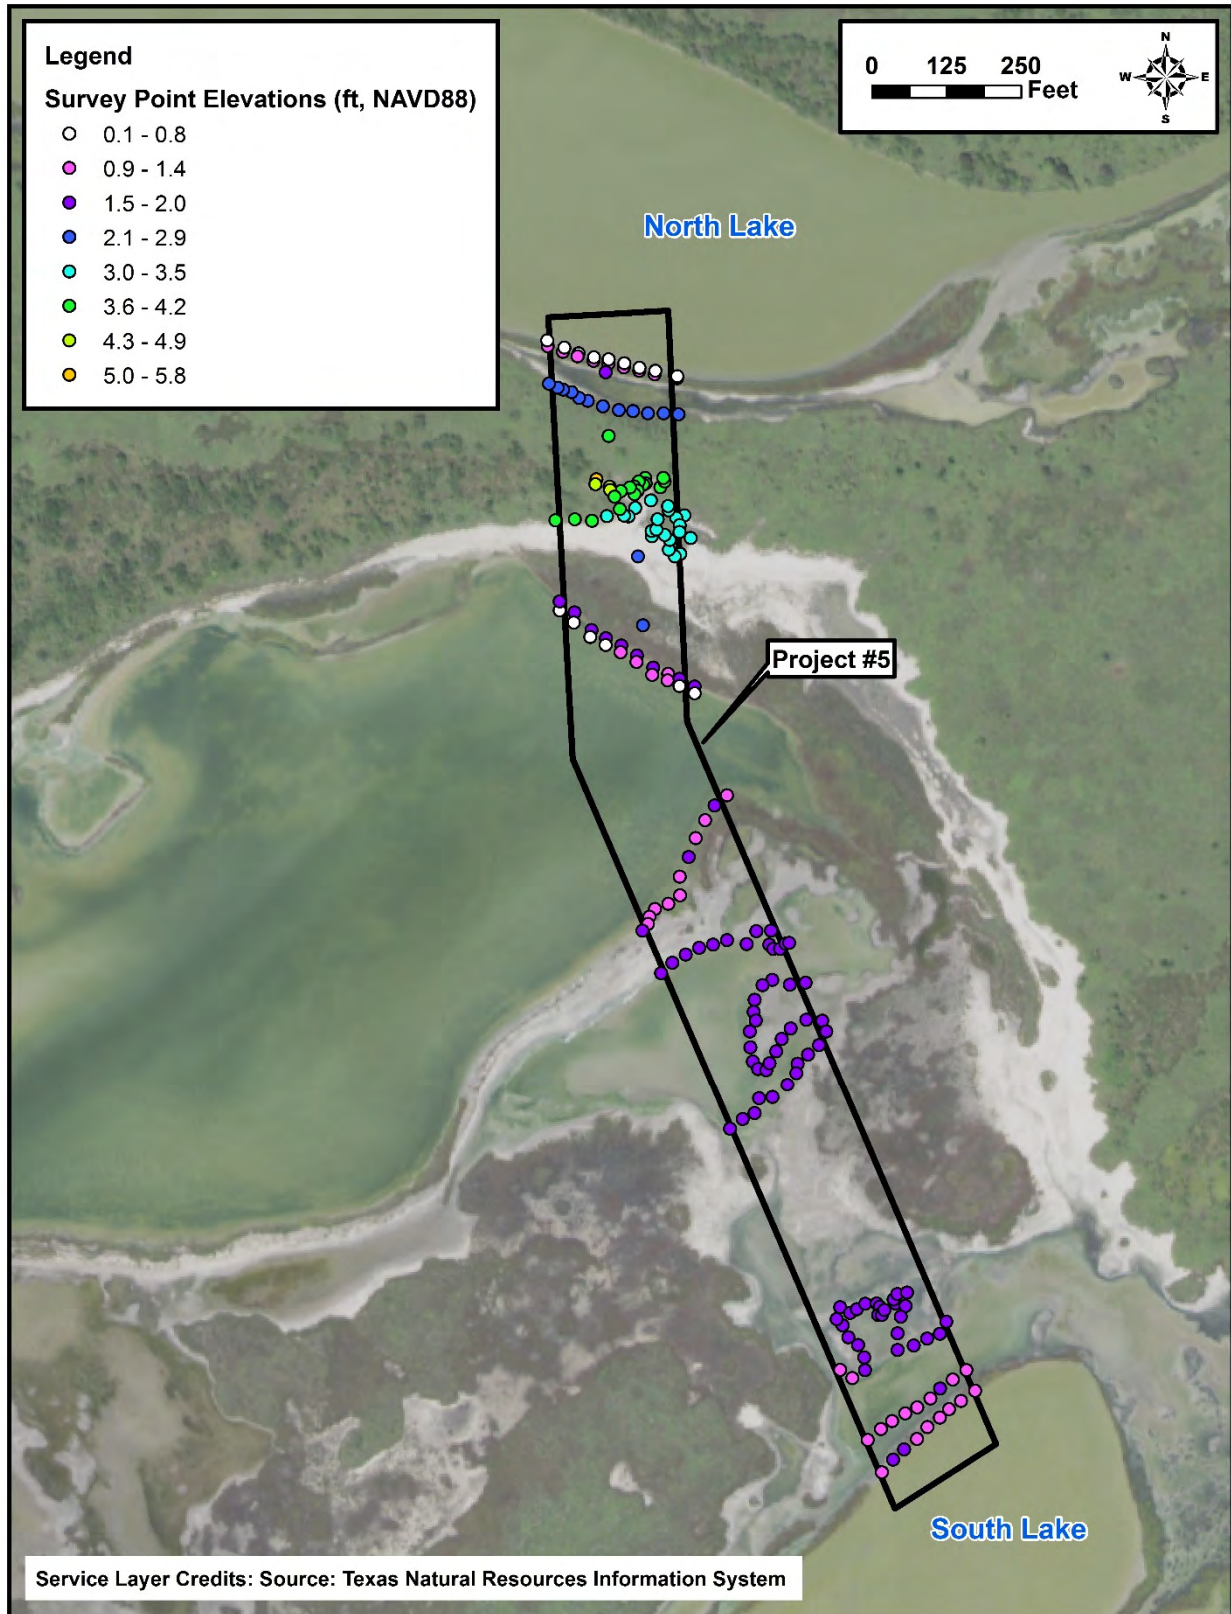 Legend
Survey Point Elevations (ft, NAVD88)
0.1 - 0.8
0.9 - 1.4
1.5 - 2.0
2.1 - 2.9
3.0 - 3.5
3.6 - 4.2
4.3 - 4.9
5.0 - 5.8
0 125 250
Feet
N
W E
S
North Lake
Project #5
South Lake
Service Layer Credits: Source: Texas Natural Resources Information System